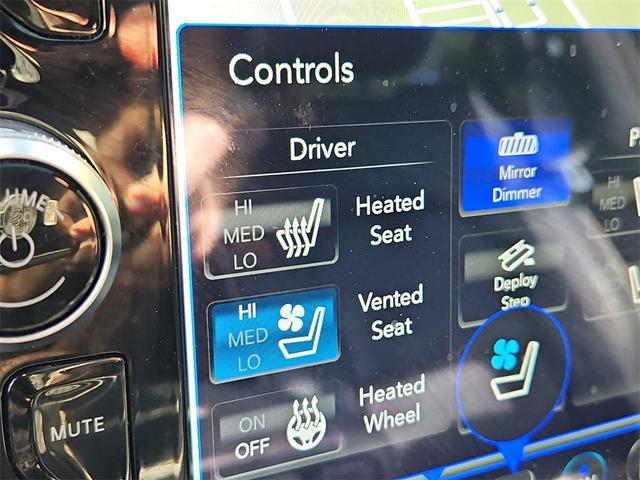 Controls
Driver
HI
MED
LO
Heated
Seat
HI
MED
LO
Vented
Seat
ON
OFF
Heated
Wheel
Mirror
Dimmer
Deploy
Step
HI
MED
LO
MUTE